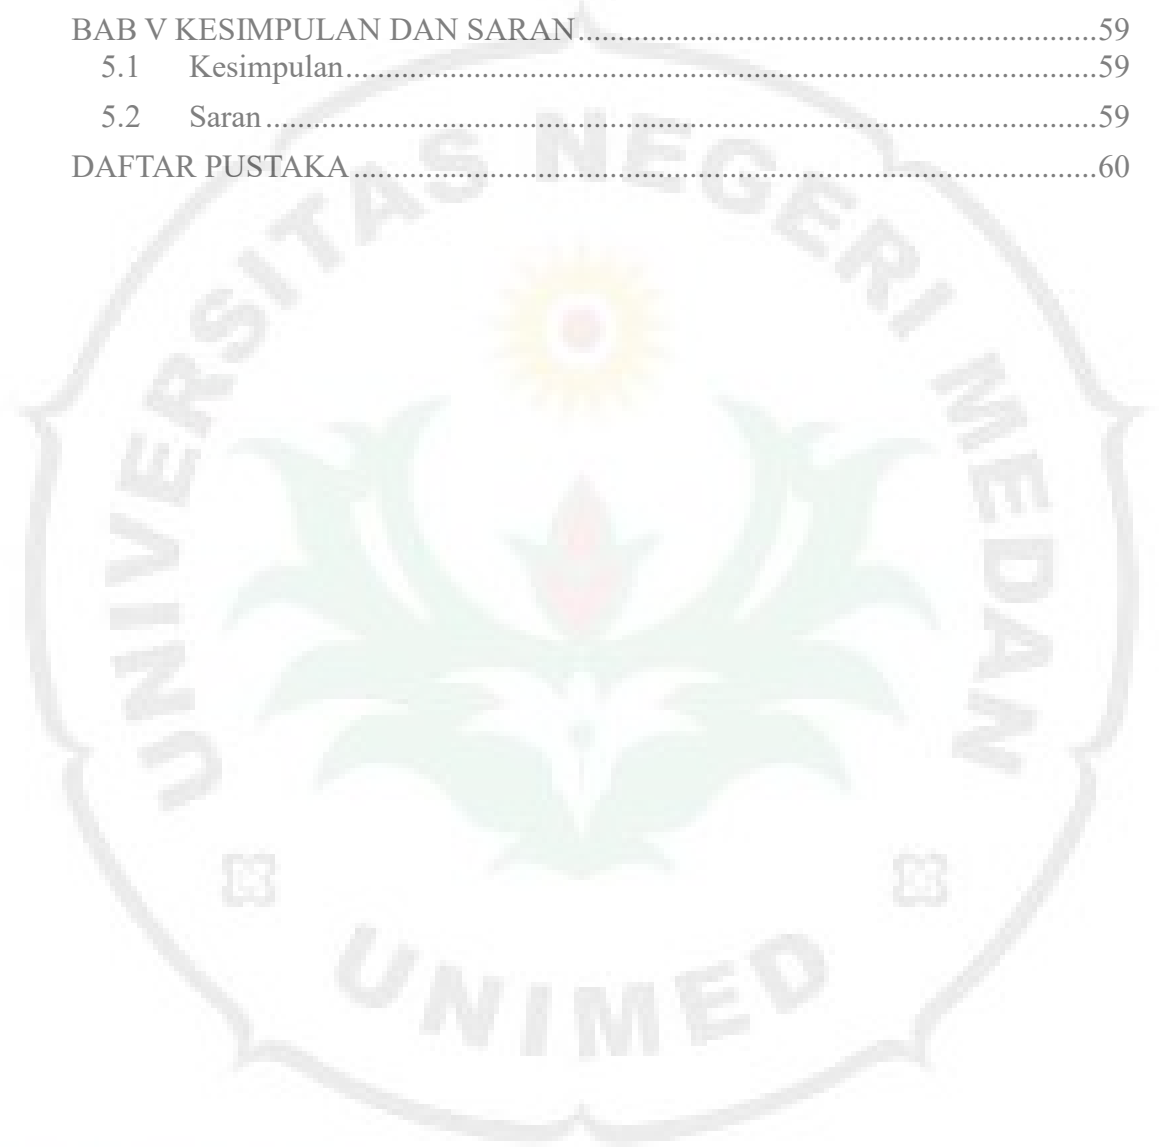 BAB V KESIMPULAN DAN SARAN.................................................................59
5.1 Kesimpulan................................................................................................59
5.2 Saran..........................................................................................................59
DAFTAR PUSTAKA...............................................................................................60
UNIVERSITAS NEGERI MEDAN
UNIMED